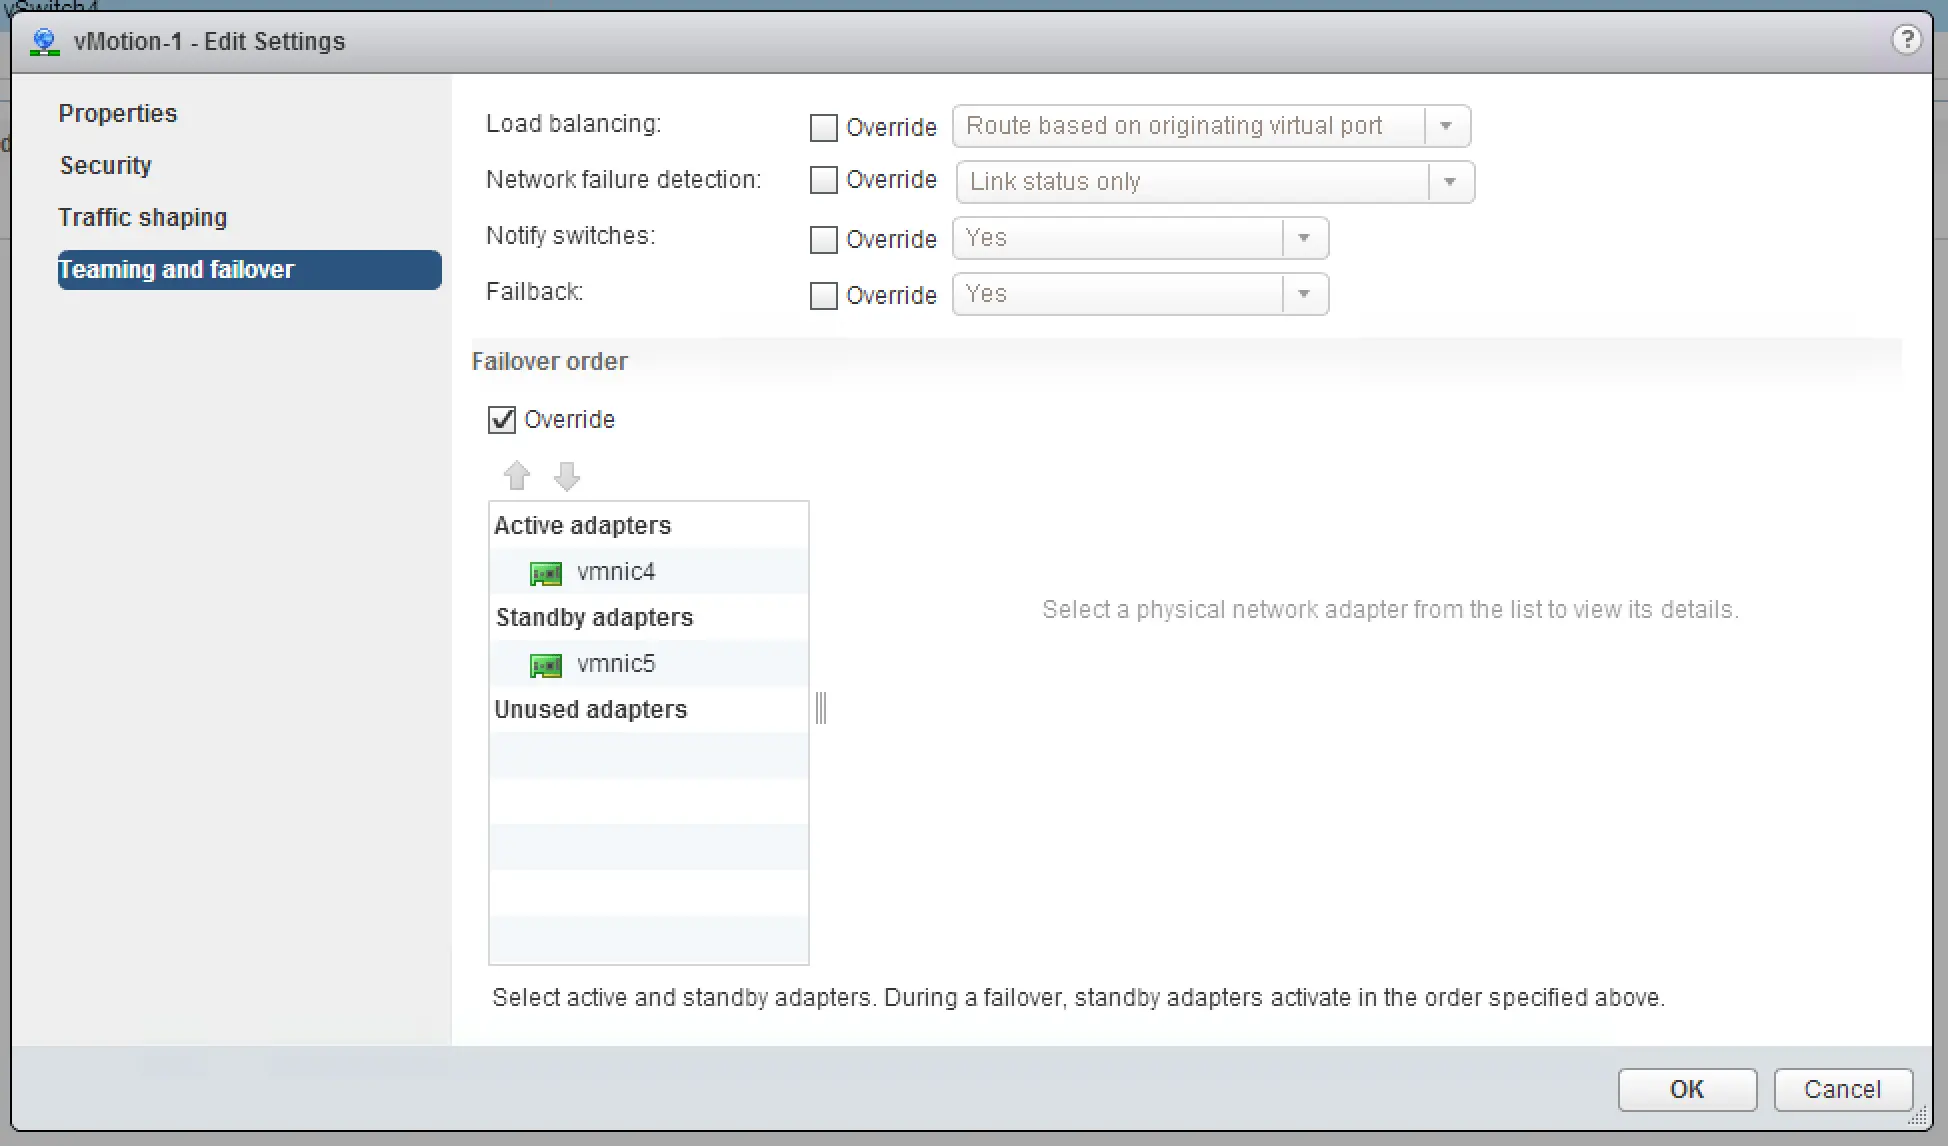 vSwitch4
vMotion-1 - Edit Settings
?
Properties
Security
Traffic shaping
Teaming and failover
Load balancing: Override Route based on originating virtual port
Network failure detection: Override Link status only
Notify switches: Override Yes
Failback: Override Yes
Failover order
Override
Active adapters
vmnic4
Standby adapters
vmnic5
Unused adapters
Select a physical network adapter from the list to view its details.
Select active and standby adapters. During a failover, standby adapters activate in the order specified above.
OK Cancel